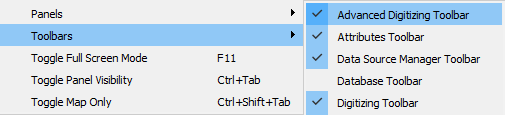 Panels
Toolbars
Toggle Full Screen Mode F11
Toggle Panel Visibility Ctrl+Tab
Toggle Map Only Ctrl+Shift+Tab
Advanced Digitizing Toolbar
Attributes Toolbar
Data Source Manager Toolbar
Database Toolbar
Digitizing Toolbar